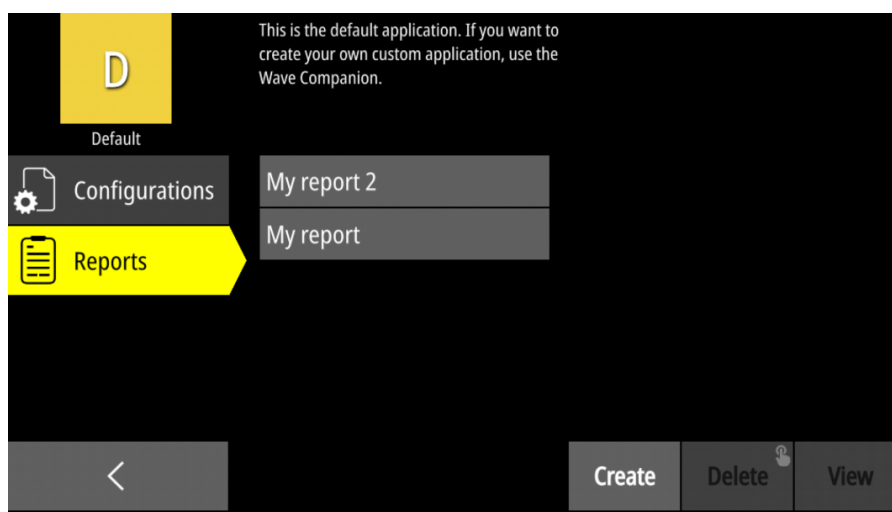 D
Default
This is the default application. If you want to
create your own custom application, use the
Wave Companion.
Configurations
Reports
My report 2
My report
Create
Delete
View